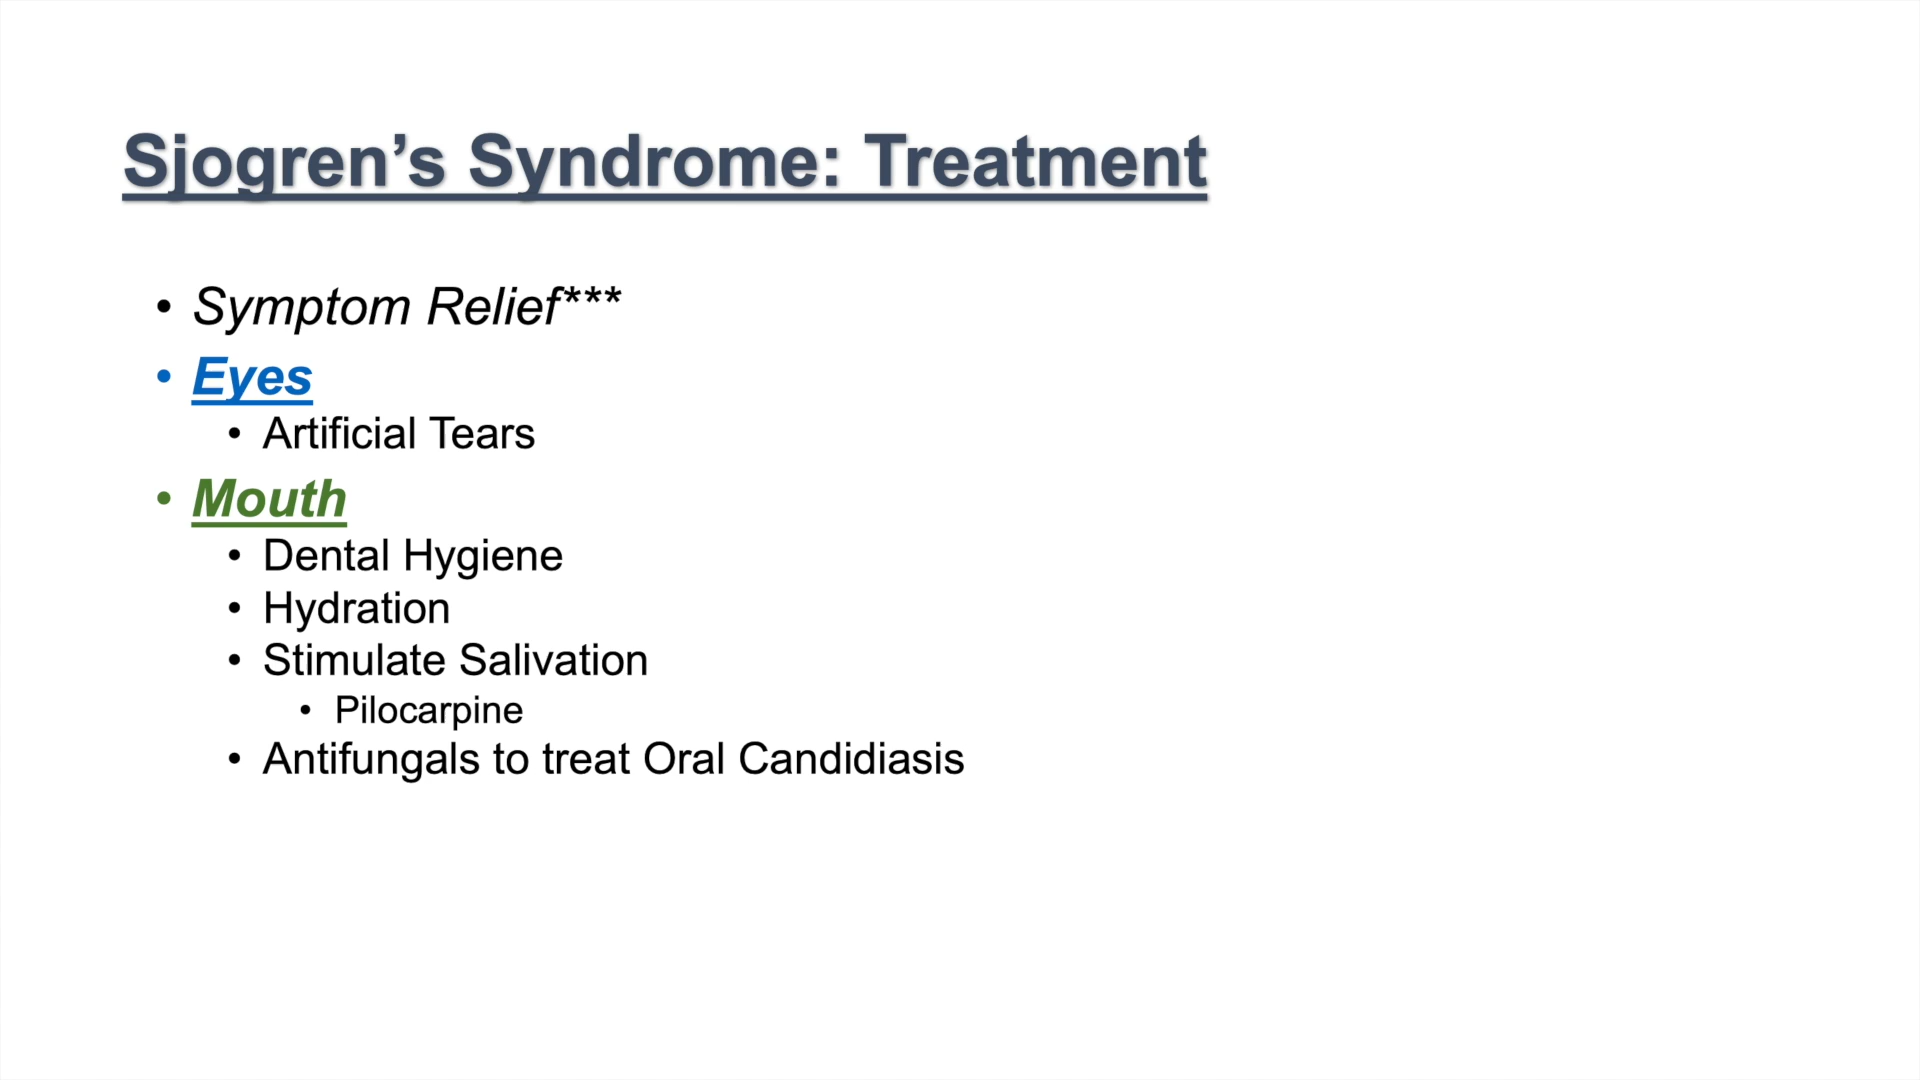 Sjogren’s Syndrome: Treatment
• Symptom Relief***
• Eyes
• Artificial Tears
• Mouth
• Dental Hygiene
• Hydration
• Stimulate Salivation
• Pilocarpine
• Antifungals to treat Oral Candidiasis